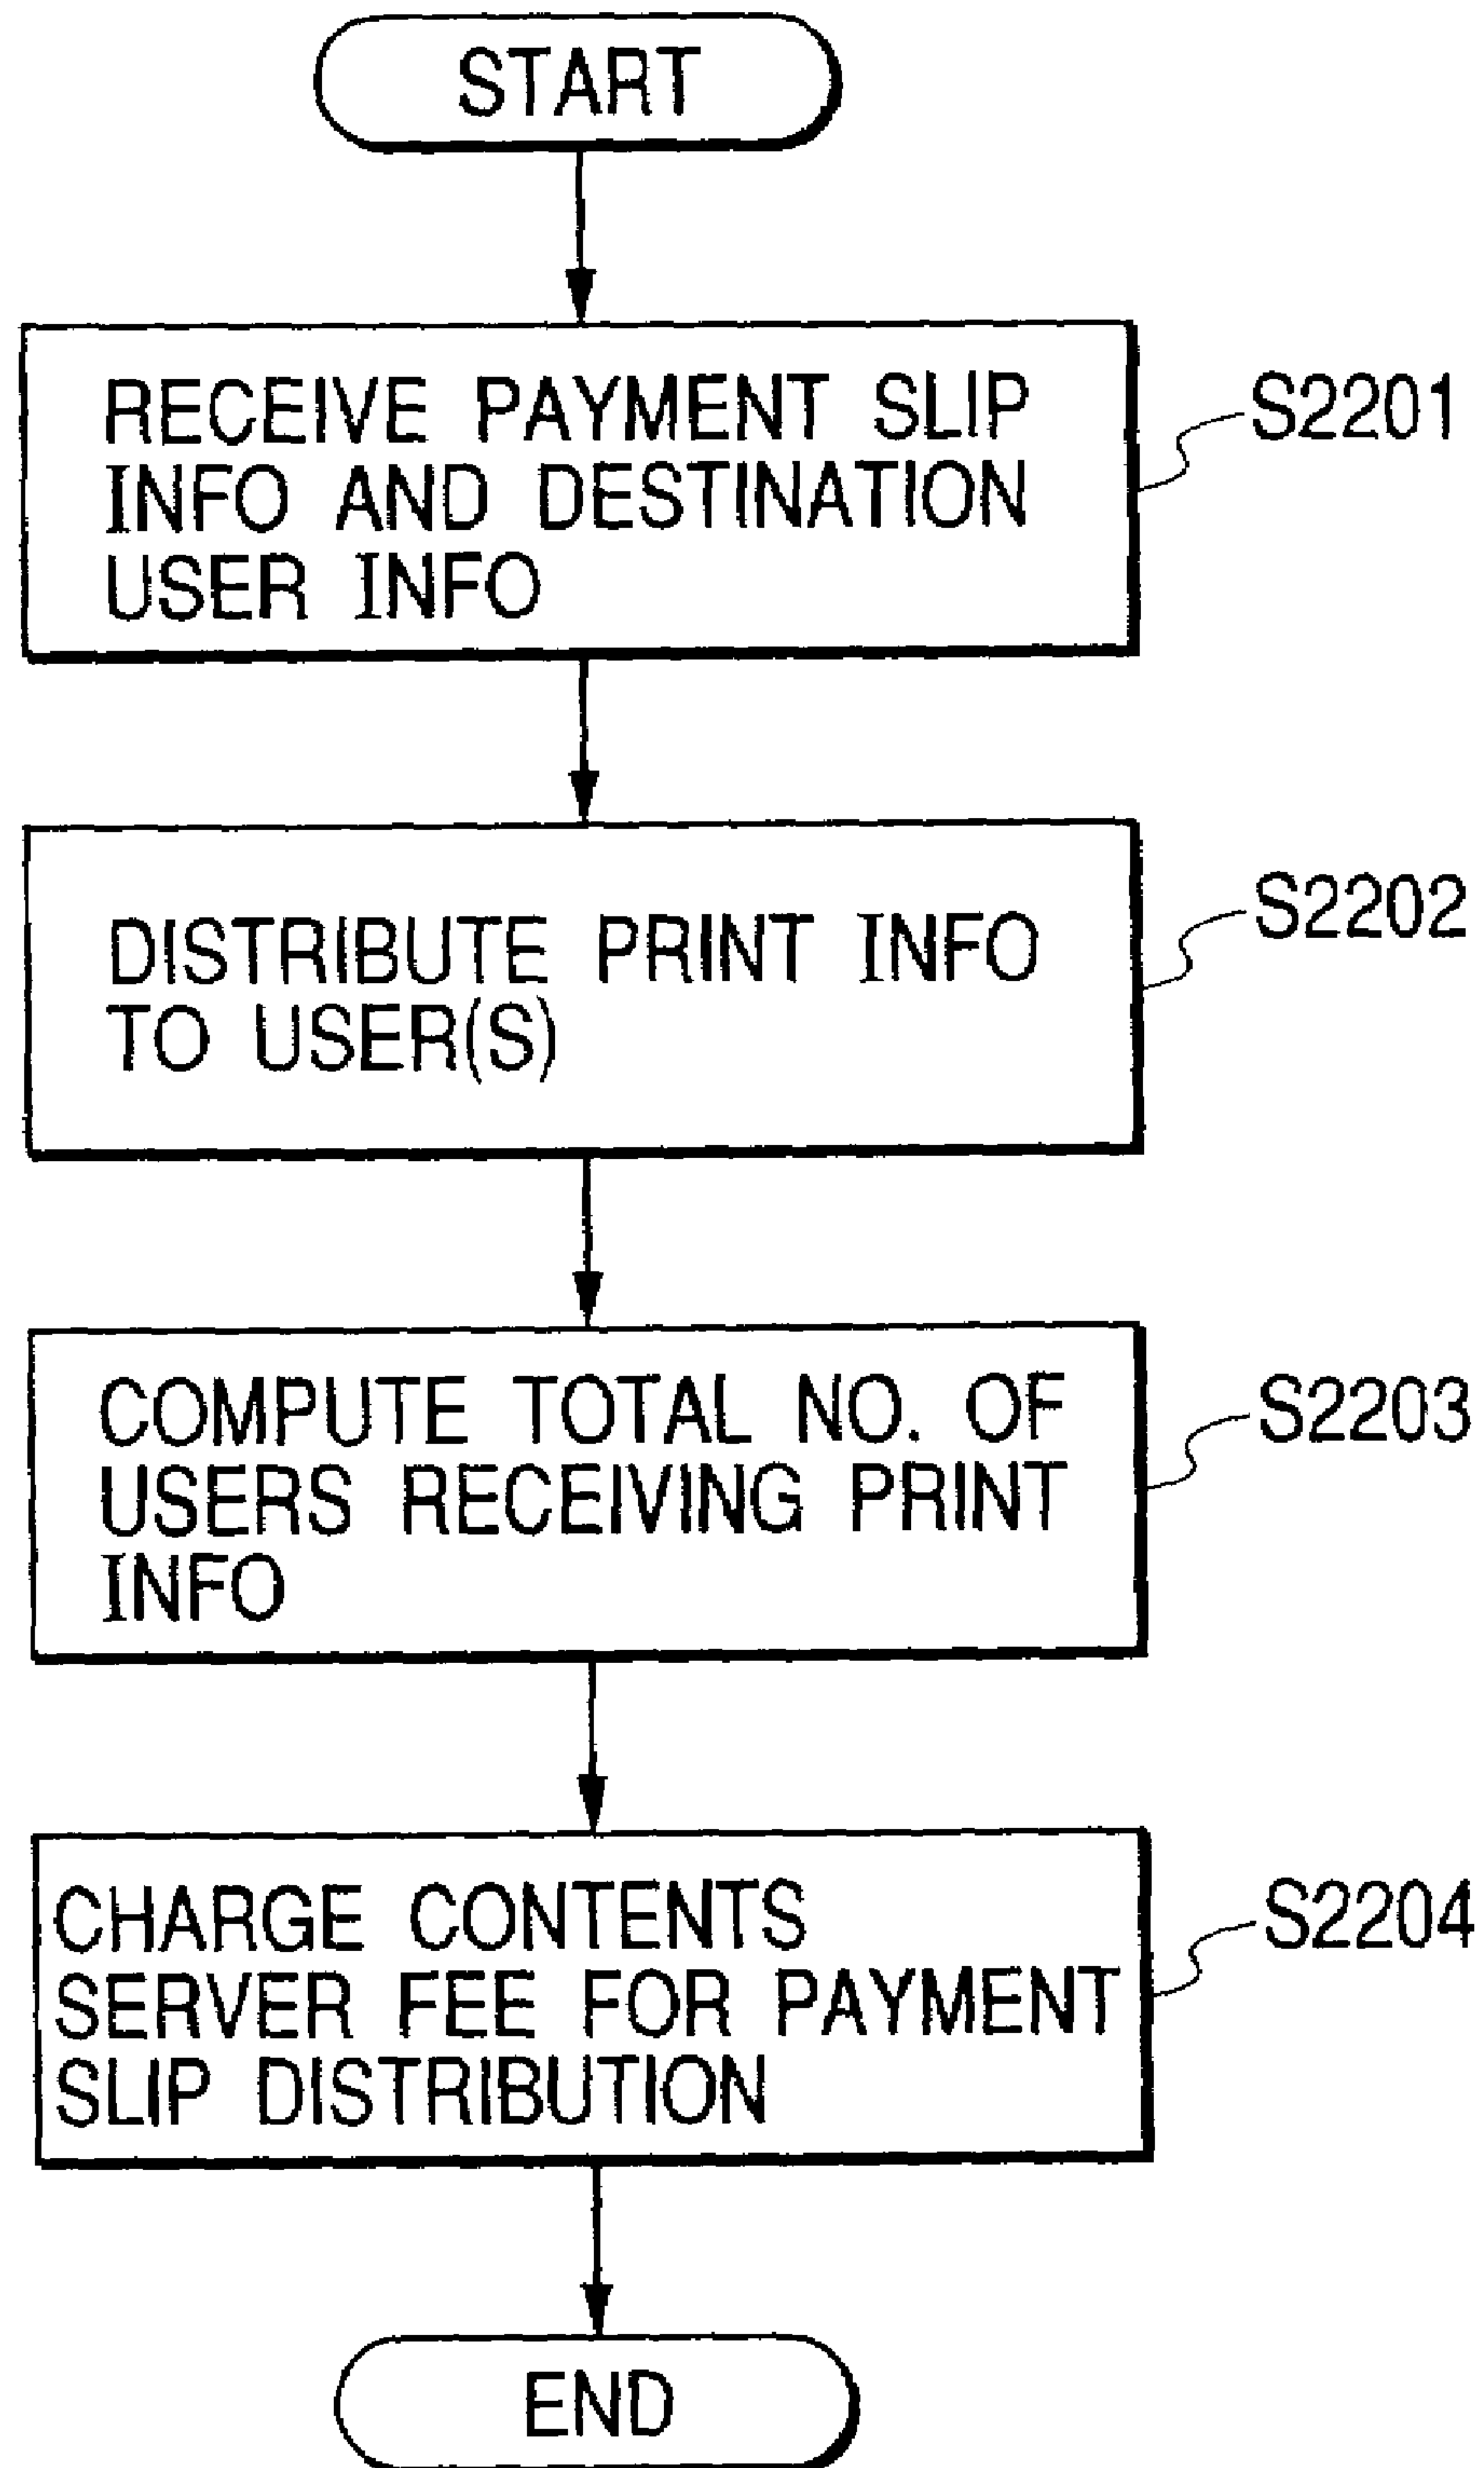 START
RECEIVE PAYMENT SLIP
INFO AND DESTINATION
USER INFO
S2201
DISTRIBUTE PRINT INFO
TO USER(S)
S2202
COMPUTE TOTAL NO. OF
USERS RECEIVING PRINT
INFO
S2203
CHARGE CONTENTS
SERVER FEE FOR PAYMENT
SLIP DISTRIBUTION
S2204
END